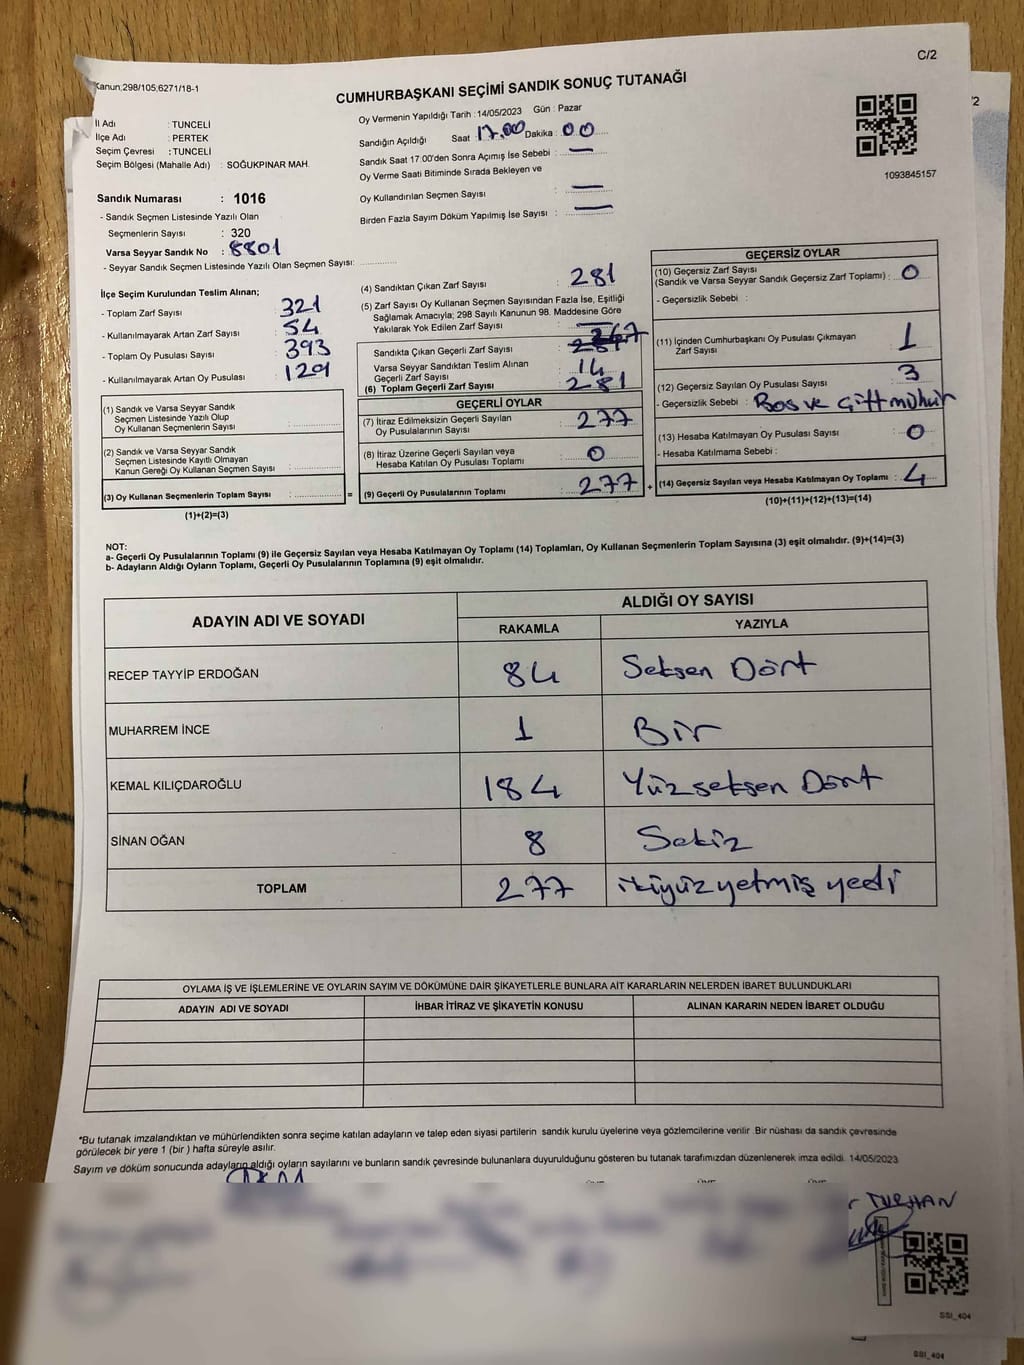 C/2
Kanun;298/105,6271/18-1
CUMHURBAŞKANI SEÇİMİ SANDIK SONUÇ TUTANAĞI
İl Adı : TUNCELİ
İlçe Adı : PERTEK
Seçim Çevresi : TUNCELİ
Seçim Bölgesi (Mahalle Adı) : SOĞUKPINAR MAH.
Oy Vermenin Yapıldığı Tarih : 14/05/2023 Gün : Pazar
Sandığın Açıldığı Saat : 17.00 Dakika : 00
Sandık Saat 17:00'den Sonra Açımış İse Sebebi : —
Oy Verme Saati Bitiminde Sırada Bekleyen ve
Oy Kullandırılan Seçmen Sayısı : —
Birden Fazla Sayım Döküm Yapılmış İse Sayısı : —
1093845157
Sandık Numarası : 1016
- Sandık Seçmen Listesinde Yazılı Olan
Seçmenlerin Sayısı : 320
Varsa Seyyar Sandık No : 8801
- Seyyar Sandık Seçmen Listesinde Yazılı Olan Seçmen Sayısı:
İlçe Seçim Kurulundan Teslim Alınan;
- Toplam Zarf Sayısı : 321
- Kullanılmayarak Artan Zarf Sayısı : 54
- Toplam Oy Pusulası Sayısı : 393
- Kullanılmayarak Artan Oy Pusulası : 129
(1) Sandık ve Varsa Seyyar Sandık
Seçmen Listesinde Yazılı Olup
Oy Kullanan Seçmenlerin Sayısı :
(2) Sandık ve Varsa Seyyar Sandık
Seçmen Listesinde Kayıtlı Olmayan
Kanun Gereği Oy Kullanan Seçmen Sayısı :
(3) Oy Kullanan Seçmenlerin Toplam Sayısı : =
(1)+(2)=(3)
(4) Sandıktan Çıkan Zarf Sayısı : 281
(5) Zarf Sayısı Oy Kullanan Seçmen Sayısından Fazla İse, Eşitliği
Sağlamak Amacıyla; 298 Sayılı Kanunun 98. Maddesine Göre
Yakılarak Yok Edilen Zarf Sayısı :
Sandıkta Çıkan Geçerli Zarf Sayısı : 267
Varsa Seyyar Sandıktan Teslim Alınan
Geçerli Zarf Sayısı : 14
(6) Toplam Geçerli Zarf Sayısı : 281
GEÇERLİ OYLAR
(7) İtiraz Edilmeksizin Geçerli Sayılan
Oy Pusulalarının Sayısı : 277
(8) İtiraz Üzerine Geçerli Sayılan veya
Hesaba Katılan Oy Pusulası Toplamı : 0
(9) Geçerli Oy Pusulalarının Toplamı : 277 +
GEÇERSİZ OYLAR
(10) Geçersiz Zarf Sayısı
(Sandık ve Varsa Seyyar Sandık Geçersiz Zarf Toplamı) : 0
- Geçersizlik Sebebi :
(11) İçinden Cumhurbaşkanı Oy Pusulası Çıkmayan
Zarf Sayısı : 1
(12) Geçersiz Sayılan Oy Pusulası Sayısı : 3
- Geçersizlik Sebebi : Bos ve Çift mühür
(13) Hesaba Katılmayan Oy Pusulası Sayısı : 0
- Hesaba Katılmama Sebebi :
(14) Geçersiz Sayılan veya Hesaba Katılmayan Oy Toplamı : 4
(10)+(11)+(12)+(13)=(14)
NOT:
a- Geçerli Oy Pusulalarının Toplamı (9) ile Geçersiz Sayılan veya Hesaba Katılmayan Oy Toplamı (14) Toplamları, Oy Kullanan Seçmenlerin Toplam Sayısına (3) eşit olmalıdır. (9)+(14)=(3)
b- Adayların Aldığı Oyların Toplamı, Geçerli Oy Pusulalarının Toplamına (9) eşit olmalıdır.
ADAYIN ADI VE SOYADI
ALDIĞI OY SAYISI
RAKAMLA YAZIYLA
RECEP TAYYİP ERDOĞAN 84 Seksen Dört
MUHARREM İNCE 1 Bir
KEMAL KILIÇDAROĞLU 184 Yüzseksen Dört
SİNAN OĞAN 8 Sekiz
TOPLAM 277 ikiyüzyetmiş yedi
OYLAMA İŞ VE İŞLEMLERİNE VE OYLARIN SAYIM VE DÖKÜMÜNE DAİR ŞİKAYETLERLE BUNLARA AİT KARARLARIN NELERDEN İBARET BULUNDUKLARI
ADAYIN ADI VE SOYADI İHBAR İTİRAZ VE ŞİKAYETİN KONUSU ALINAN KARARIN NEDEN İBARET OLDUĞU
*Bu tutanak imzalandıktan ve mühürlendikten sonra seçime katılan adayların ve talep eden siyasi partilerin sandık kurulu üyelerine veya gözlemcilerine verilir .Bir nüshası da sandık çevresinde
görülecek bir yere 1 (bir ) hafta süreyle asılır.
Sayım ve döküm sonucunda adayların aldığı oyların sayılarını ve bunların sandık çevresinde bulunanlara duyurulduğunu gösteren bu tutanak tarafımızdan düzenlenerek imza edildi. 14/05/2023
TURHAN
SSI_404
SSI_404